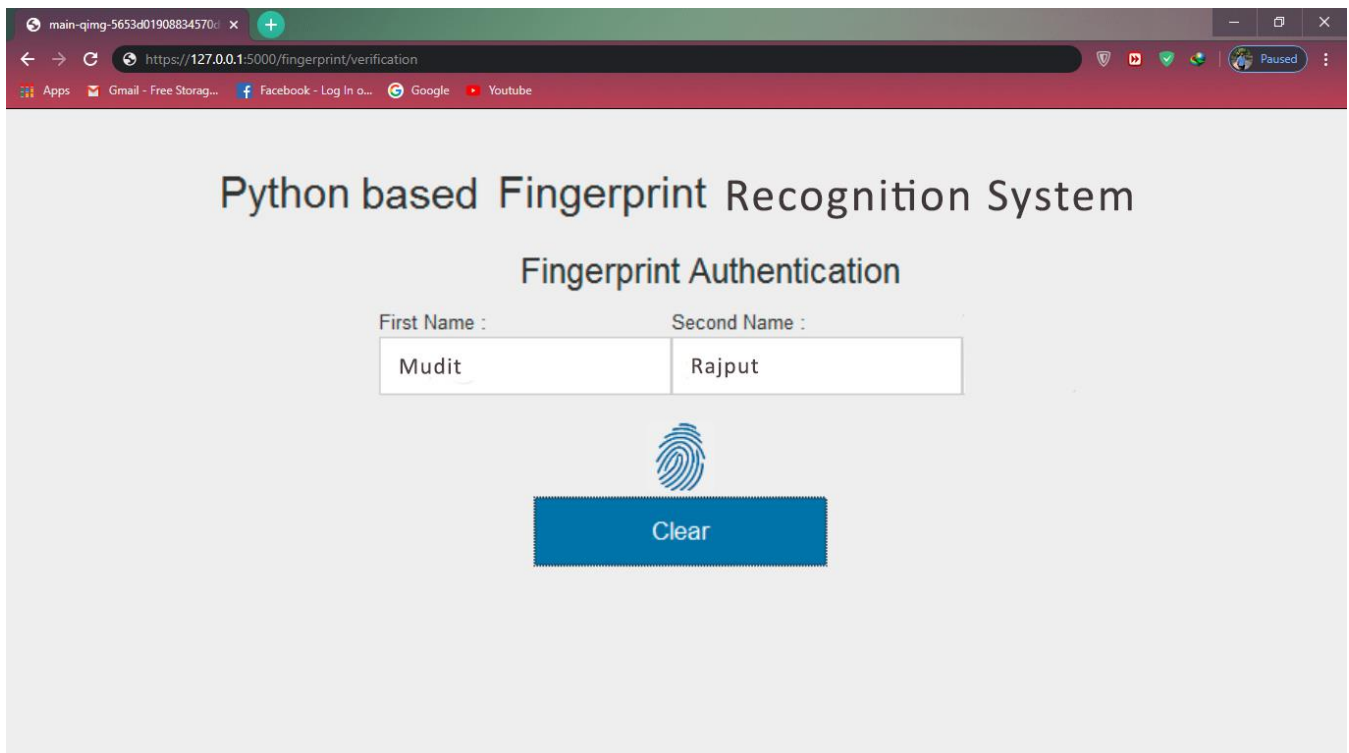 main-qimg-5653d01908834570d
https://127.0.0.1:5000/fingerprint/verification
Paused
Apps Gmail - Free Storag... Facebook - Log In o... Google Youtube
Python based Fingerprint Recognition System
Fingerprint Authentication
First Name : Second Name :
Mudit Rajput
Clear